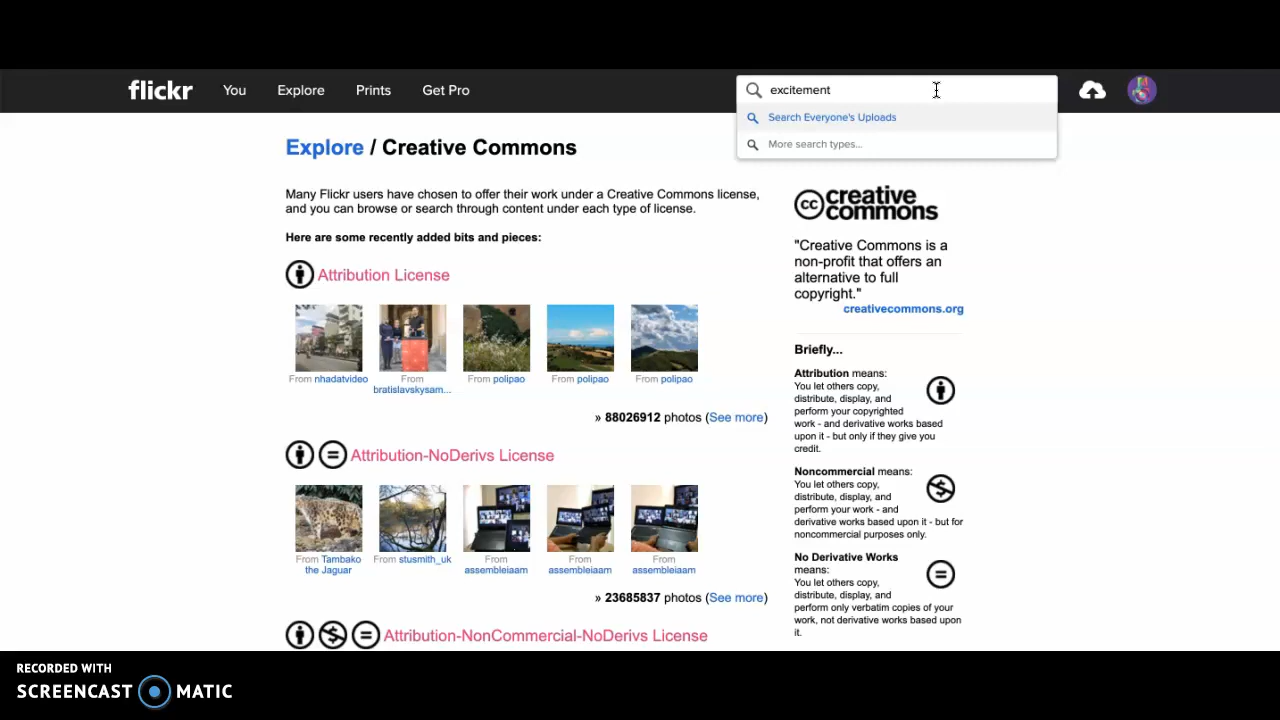 flickr You Explore Prints Get Pro excitement
Search Everyone's Uploads
More search types...
Explore / Creative Commons
Many Flickr users have chosen to offer their work under a Creative Commons license,
and you can browse or search through content under each type of license.
Here are some recently added bits and pieces:
Attribution License
From nhadatvideo
From
bratislavskysam...
From polipao
From polipao
From polipao
» 88026912 photos (See more)
Attribution-NoDerivs License
From Tambako
the Jaguar
From stusmith_uk
From
assembleiaam
From
assembleiaam
From
assembleiaam
» 23685837 photos (See more)
Attribution-NonCommercial-NoDerivs License
cc creative
commons
"Creative Commons is a
non-profit that offers an
alternative to full
copyright."
creativecommons.org
Briefly...
Attribution means:
You let others copy,
distribute, display, and
perform your copyrighted
work - and derivative works based
upon it - but only if they give you
credit.
Noncommercial means:
You let others copy,
distribute, display, and
perform your work - and
derivative works based upon it - but for
noncommercial purposes only.
No Derivative Works
means:
You let others copy,
distribute, display, and
perform only verbatim copies of your
work, not derivative works based upon
it.
RECORDED WITH
SCREENCAST MATIC